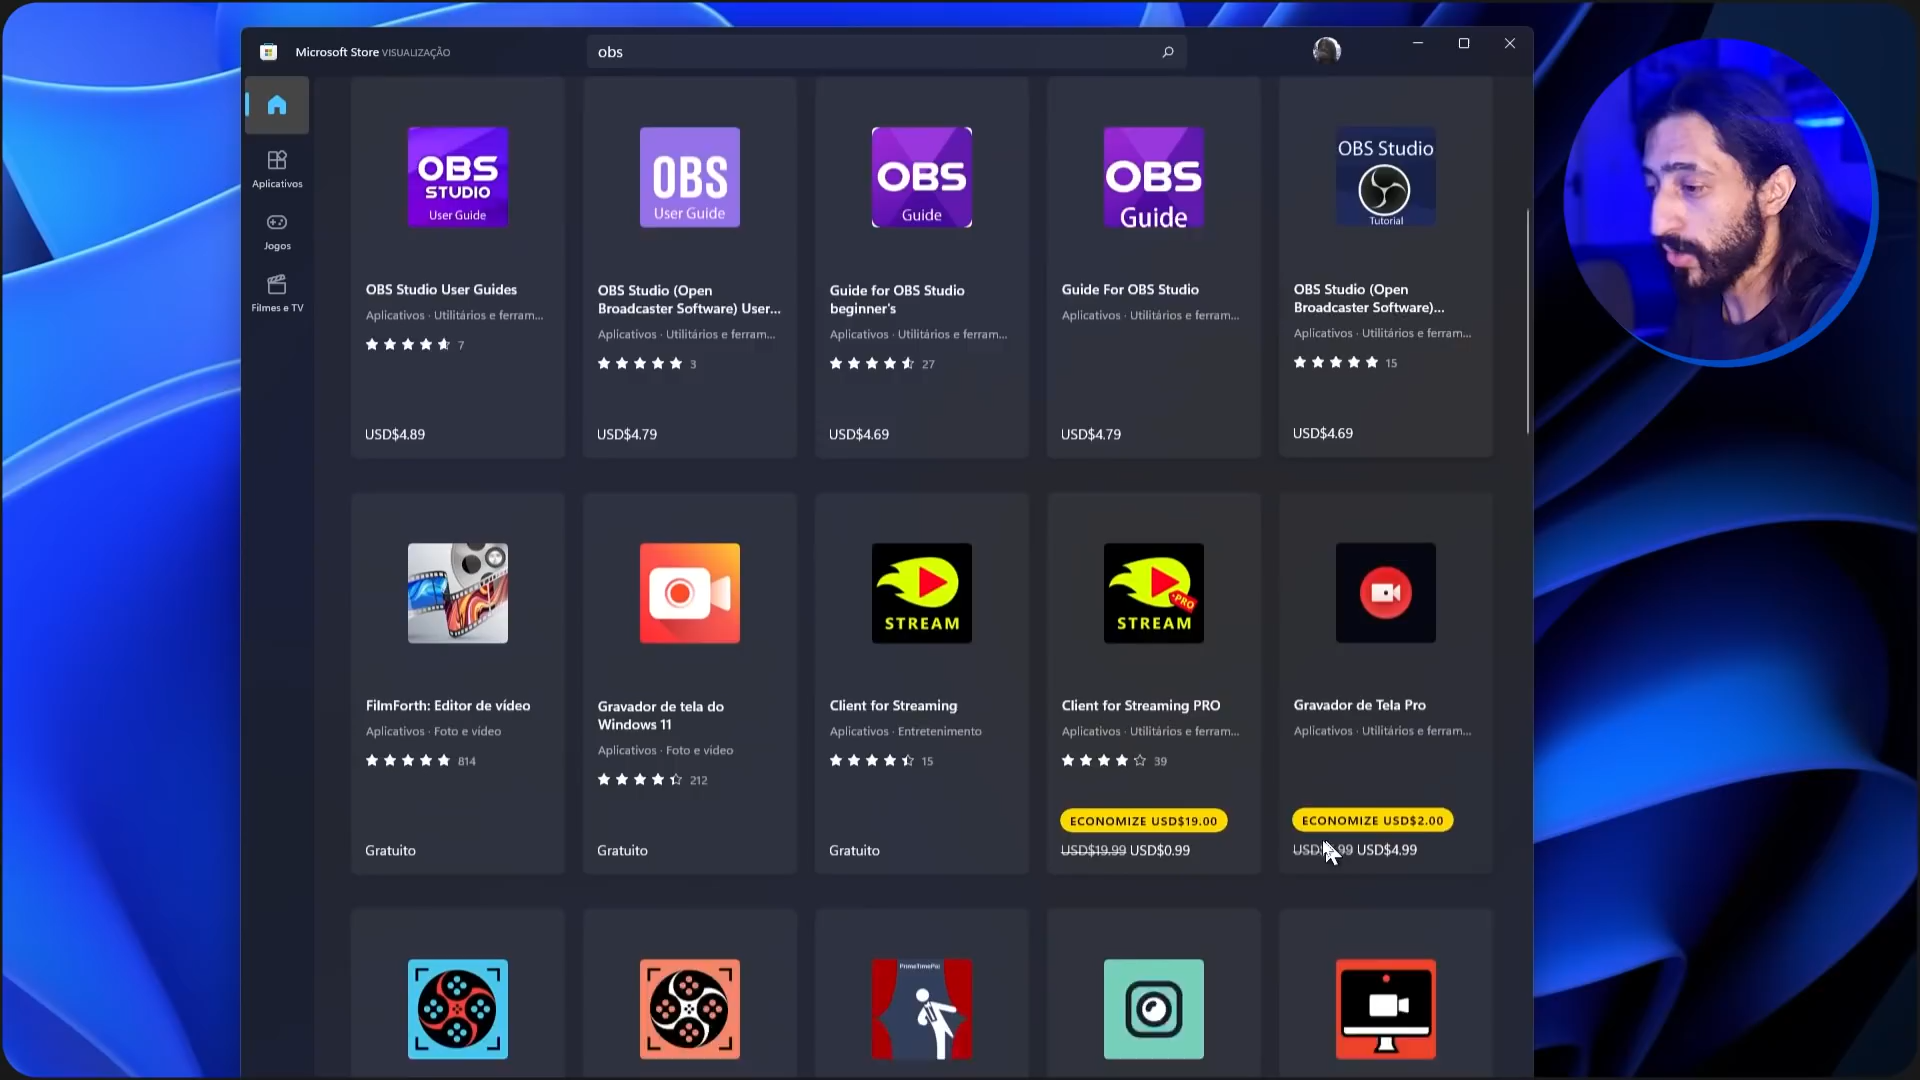 Microsoft Store VISUALIZAÇÃO
obs
Aplicativos
Jogos
Filmes e TV
OBS
STUDIO
User Guide
OBS
User Guide
OBS
Guide
OBS
Guide
OBS Studio
Tutorial
OBS Studio User Guides
Aplicativos · Utilitários e ferram...
7
USD$4.89
OBS Studio (Open
Broadcaster Software) User...
Aplicativos · Utilitários e ferram...
3
USD$4.79
Guide for OBS Studio
beginner's
Aplicativos · Utilitários e ferram...
27
USD$4.69
Guide For OBS Studio
Aplicativos · Utilitários e ferram...
USD$4.79
OBS Studio (Open
Broadcaster Software)...
Aplicativos · Utilitários e ferram...
15
USD$4.69
STREAM
PRO
STREAM
FilmForth: Editor de vídeo
Aplicativos · Foto e vídeo
814
Gratuito
Gravador de tela do
Windows 11
Aplicativos · Foto e vídeo
212
Gratuito
Client for Streaming
Aplicativos · Entretenimento
15
Gratuito
Client for Streaming PRO
Aplicativos · Utilitários e ferram...
39
ECONOMIZE USD$19.00
USD$19.99 USD$0.99
Gravador de Tela Pro
Aplicativos · Utilitários e ferram...
ECONOMIZE USD$2.00
USD$4.99
PrimeTimePic